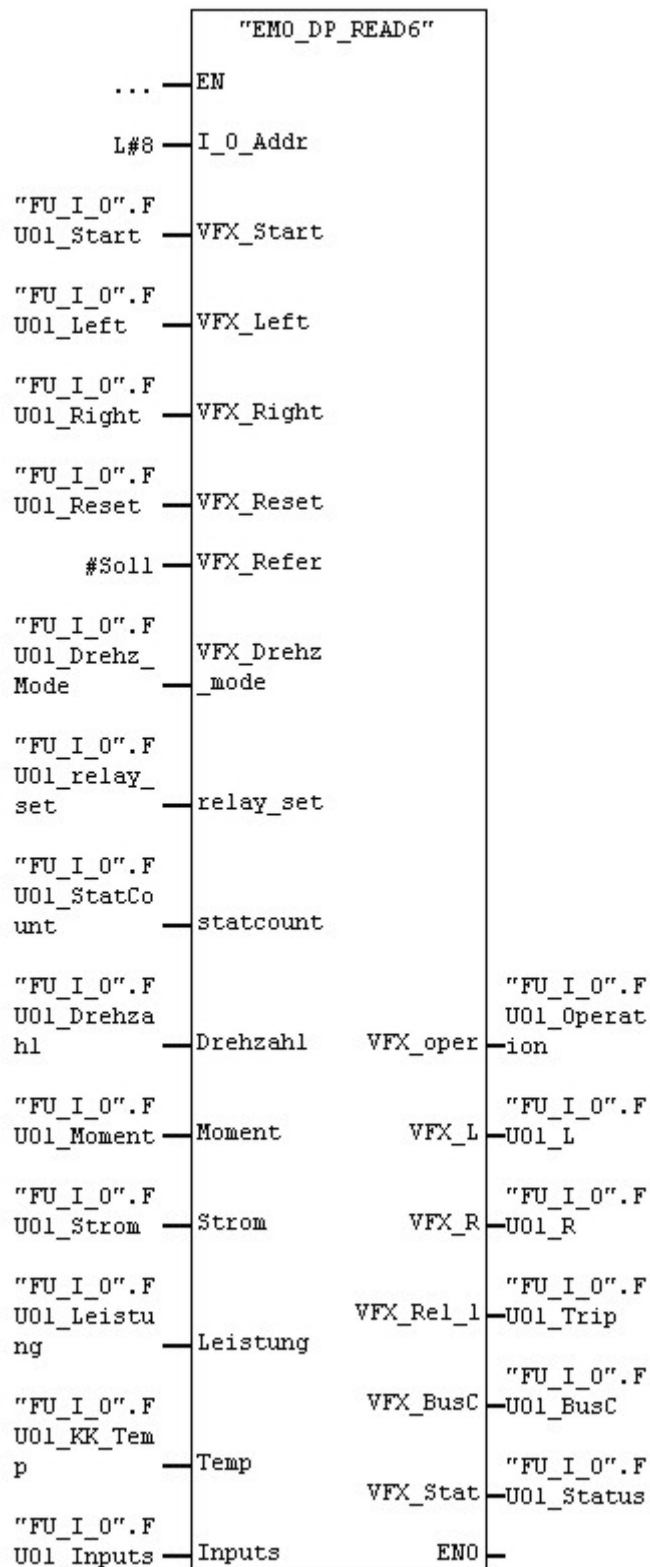 "EMO_DP_READ6"
... EN
L#8 I_O_Addr
"FU_I_O".F
U01_Start VFX_Start
"FU_I_O".F
U01_Left VFX_Left
"FU_I_O".F
U01_Right VFX_Right
"FU_I_O".F
U01_Reset VFX_Reset
#Soll VFX_Refer
"FU_I_O".F
U01_Drehz_ VFX_Drehz
Mode _mode
"FU_I_O".F
U01_relay_
set relay_set
"FU_I_O".F
U01_StatCo
unt statcount
"FU_I_O".F "FU_I_O".F
U01_Drehza U01_Operat
hl Drehzahl VFX_oper ion
"FU_I_O".F "FU_I_O".F
U01_Moment Moment VFX_L U01_L
"FU_I_O".F "FU_I_O".F
U01_Strom Strom VFX_R U01_R
"FU_I_O".F "FU_I_O".F
U01_Leistu VFX_Rel_1 U01_Trip
ng Leistung
"FU_I_O".F
"FU_I_O".F VFX_BusC U01_BusC
U01_KK_Tem
p Temp "FU_I_O".F
VFX_Stat U01_Status
"FU_I_O".F
U01_Inputs Inputs ENO